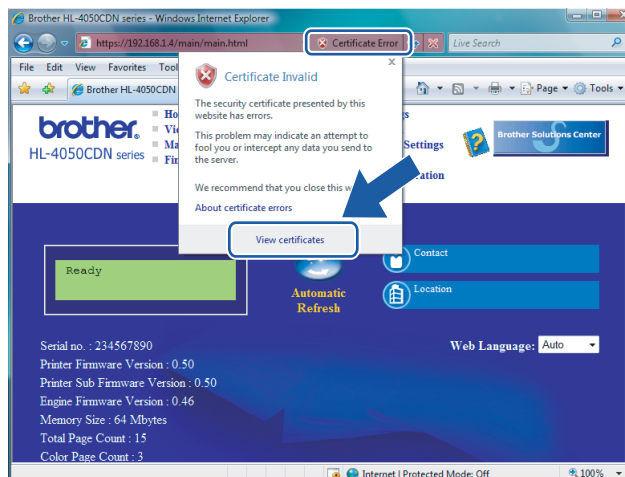 Brother HL-4050CDN series - Windows Internet Explorer
https://192.168.1.4/main/main.html
Certificate Error
Live Search
File Edit View Favorites Tool
Brother HL-4050CDN
Page
Tools
Certificate Invalid
The security certificate presented by this
website has errors.
This problem may indicate an attempt to
fool you or intercept any data you send to
the server.
We recommend that you close this
About certificate errors
View certificates
brother
HL-4050CDN series
Settings
Brother Solutions Center
Ready
Automatic
Refresh
Contact
Location
Serial no. : 234567890
Web Language: Auto
Printer Firmware Version : 0.50
Printer Sub Firmware Version : 0.50
Engine Firmware Version : 0.46
Memory Size : 64 Mbytes
Total Page Count : 15
Color Page Count : 3
Internet | Protected Mode: Off
100%